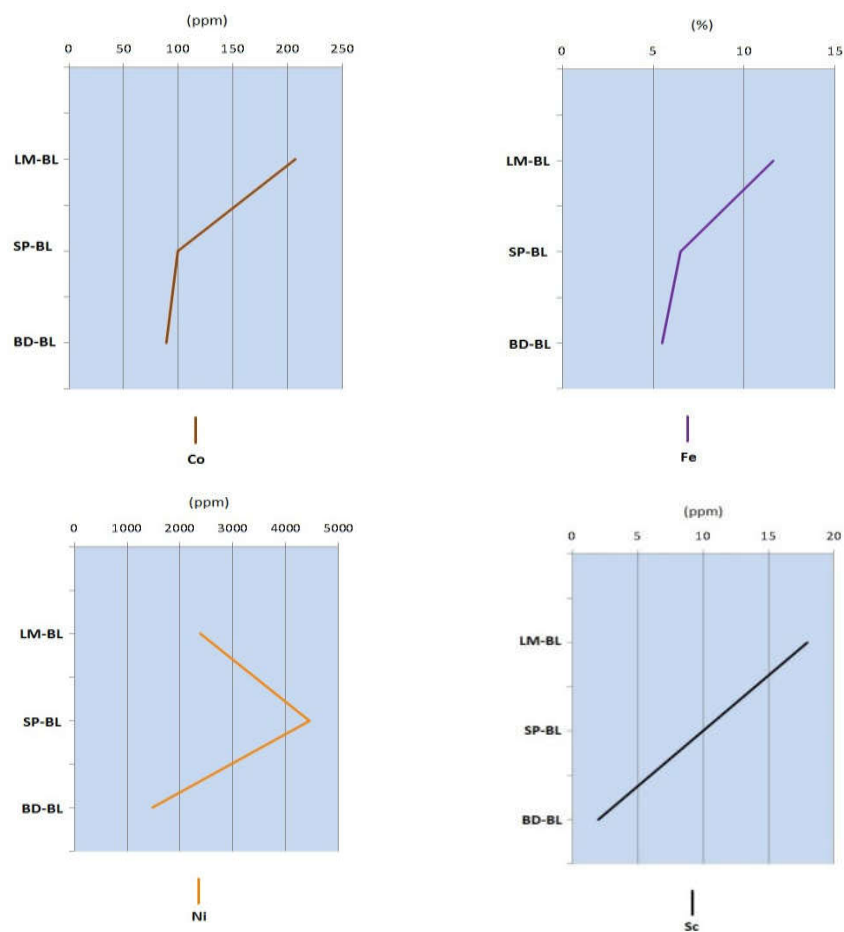 (ppm)
0 50 100 150 200 250
LM-BL
SP-BL
BD-BL
Co
(%)
0 5 10 15
LM-BL
SP-BL
BD-BL
Fe
(ppm)
0 1000 2000 3000 4000 5000
LM-BL
SP-BL
BD-BL
Ni
(ppm)
0 5 10 15 20
LM-BL
SP-BL
BD-BL
Sc